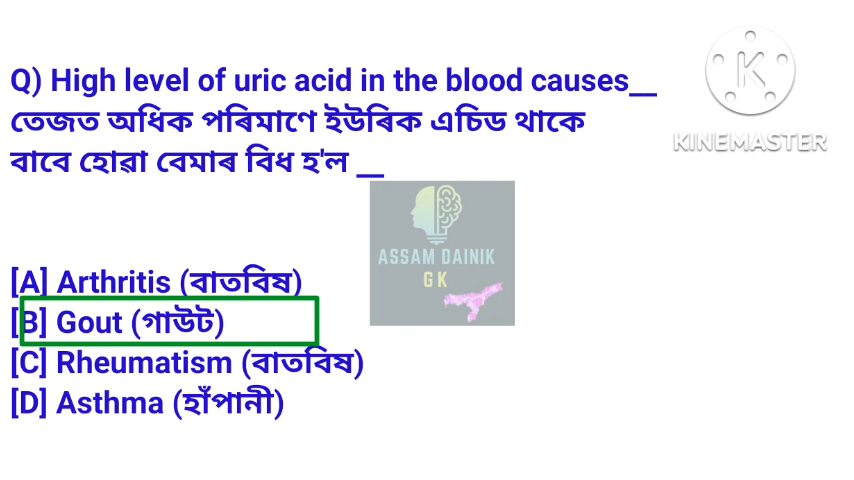 Q) High level of uric acid in the blood causes__
তেজত অধিক পৰিমাণে ইউৰিক এচিড থাকে
বাবে হোৱা বেমাৰ বিধ হ'ল __
KINEMASTER
ASSAM DAINIK
GK
[A] Arthritis (বাতবিষ)
[B] Gout (গাউট)
[C] Rheumatism (বাতবিষ)
[D] Asthma (হাঁপানী)